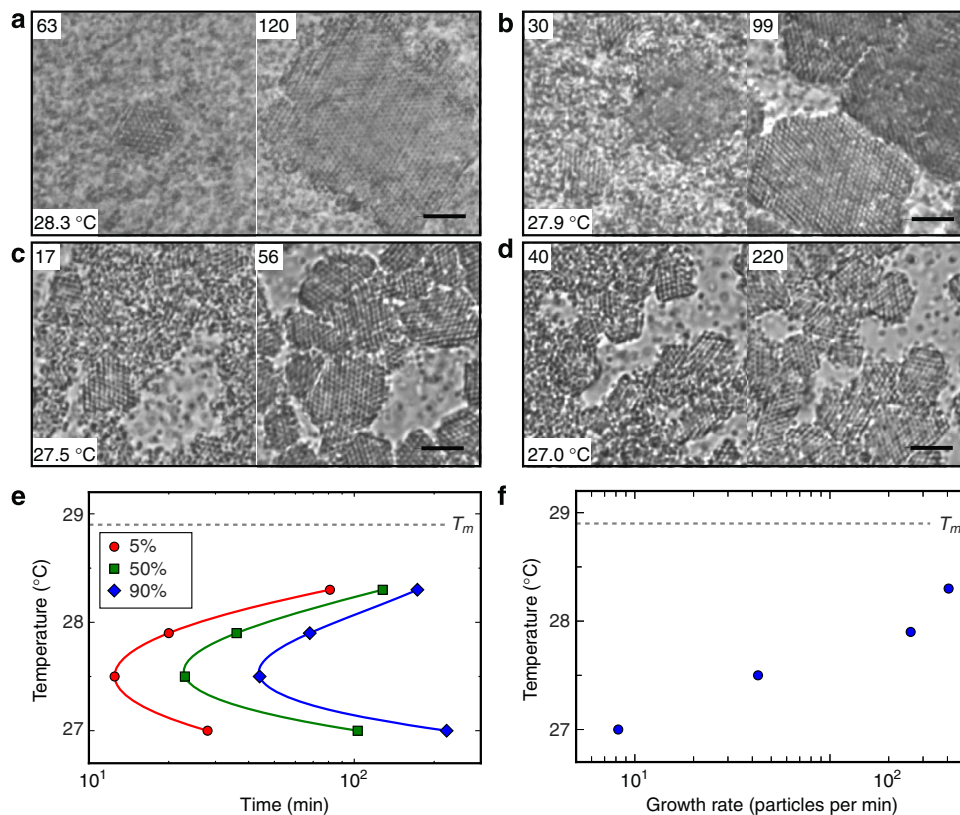 a
63
120
28.3 °C
b
30
99
27.9 °C
c
17
56
27.5 °C
d
40
220
27.0 °C
e
29
28
27
Temperature (°C)
Tm
5%
50%
90%
10¹
10²
Time (min)
f
29
28
27
Temperature (°C)
Tm
10¹
10²
Growth rate (particles per min)